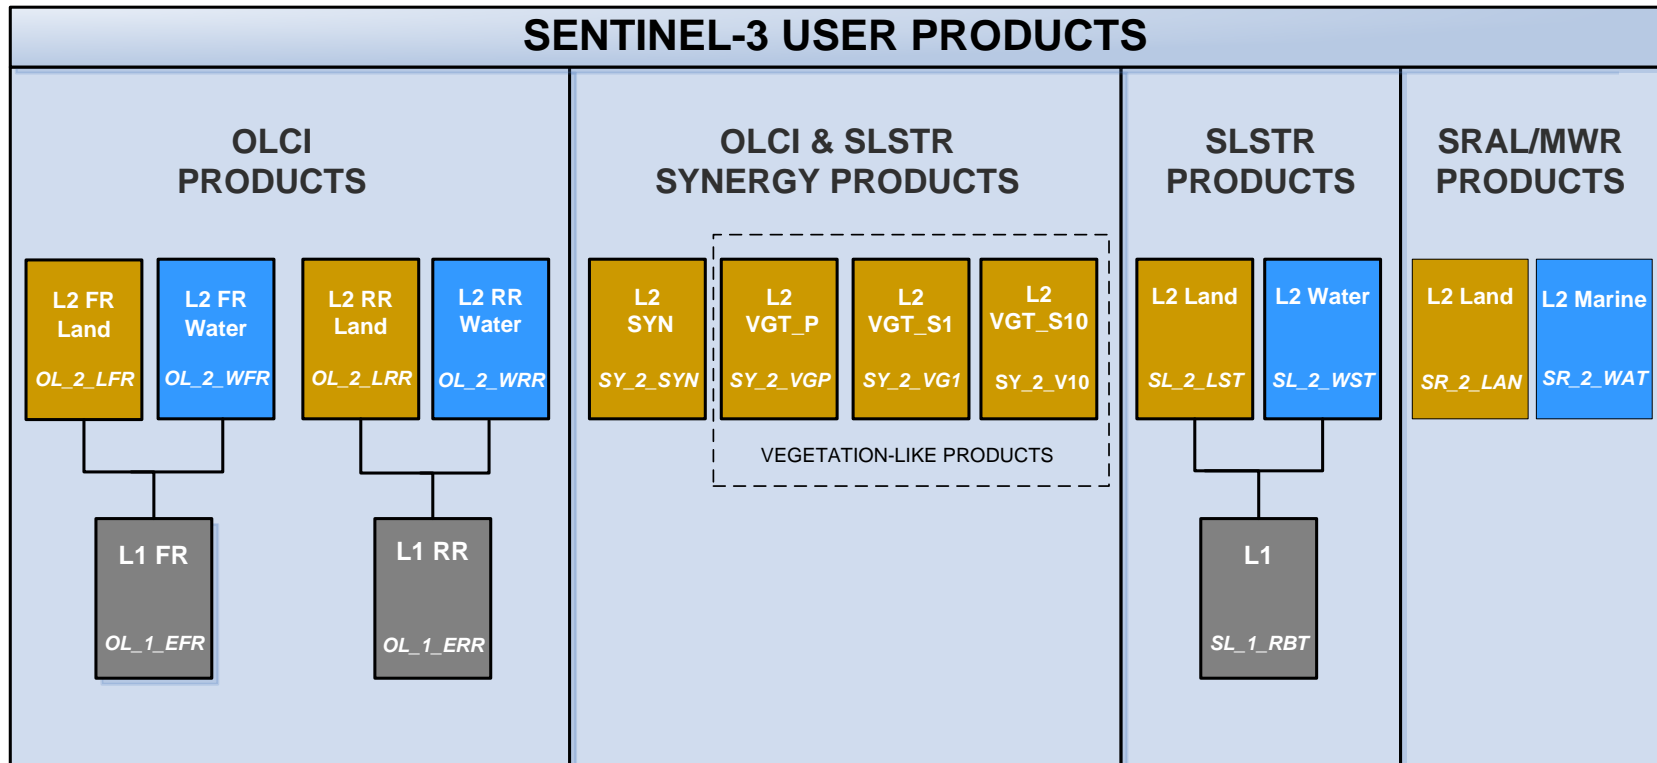 SENTINEL-3 USER PRODUCTS
OLCI
PRODUCTS
L2 FR
Land
OL_2_LFR
L2 FR
Water
OL_2_WFR
L2 RR
Land
OL_2_LRR
L2 RR
Water
OL_2_WRR
L1 FR
OL_1_EFR
L1 RR
OL_1_ERR
OLCI & SLSTR
SYNERGY PRODUCTS
L2
SYN
SY_2_SYN
L2
VGT_P
SY_2_VGP
L2
VGT_S1
SY_2_VG1
L2
VGT_S10
SY_2_V10
VEGETATION-LIKE PRODUCTS
SLSTR
PRODUCTS
L2 Land
SL_2_LST
L2 Water
SL_2_WST
L1
SL_1_RBT
SRAL/MWR
PRODUCTS
L2 Land
SR_2_LAN
L2 Marine
SR_2_WAT